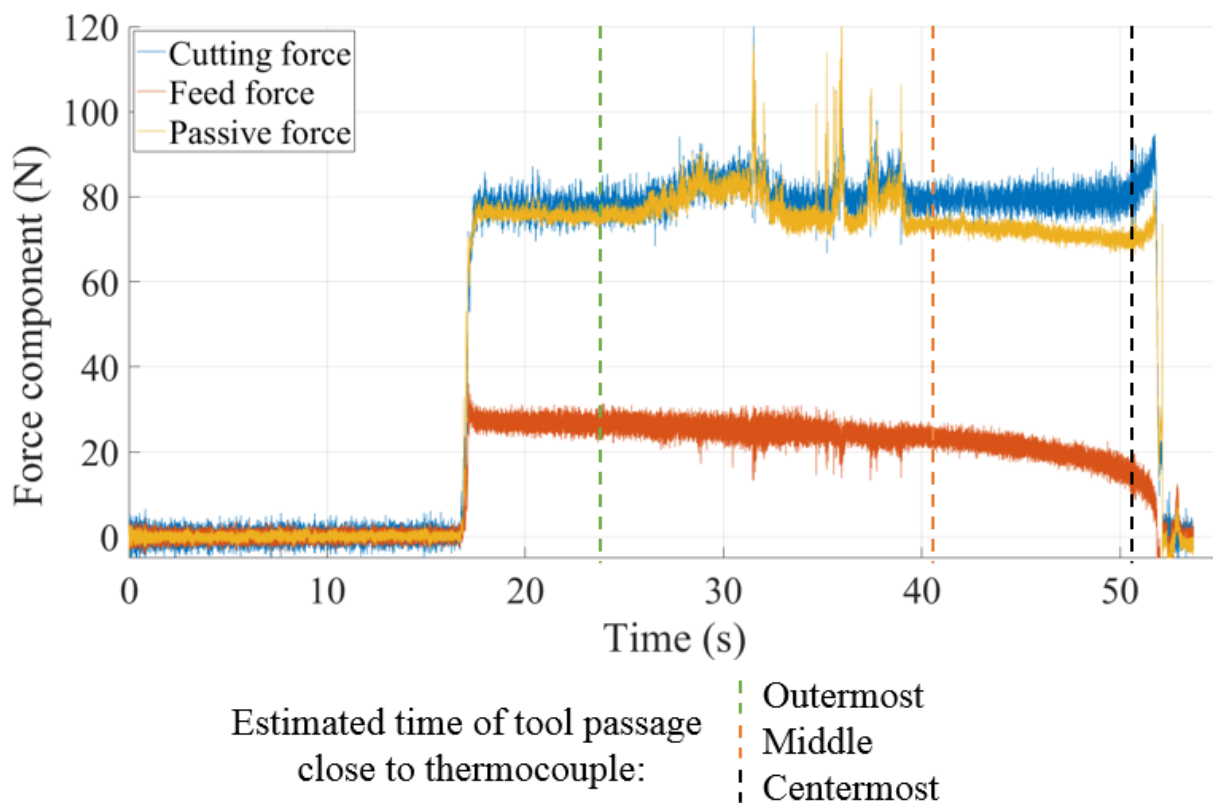 120
100
80
60
40
20
0
Force component (N)
Cutting force
Feed force
Passive force
0 10 20 30 40 50
Time (s)
Estimated time of tool passage
close to thermocouple:
Outermost
Middle
Centermost